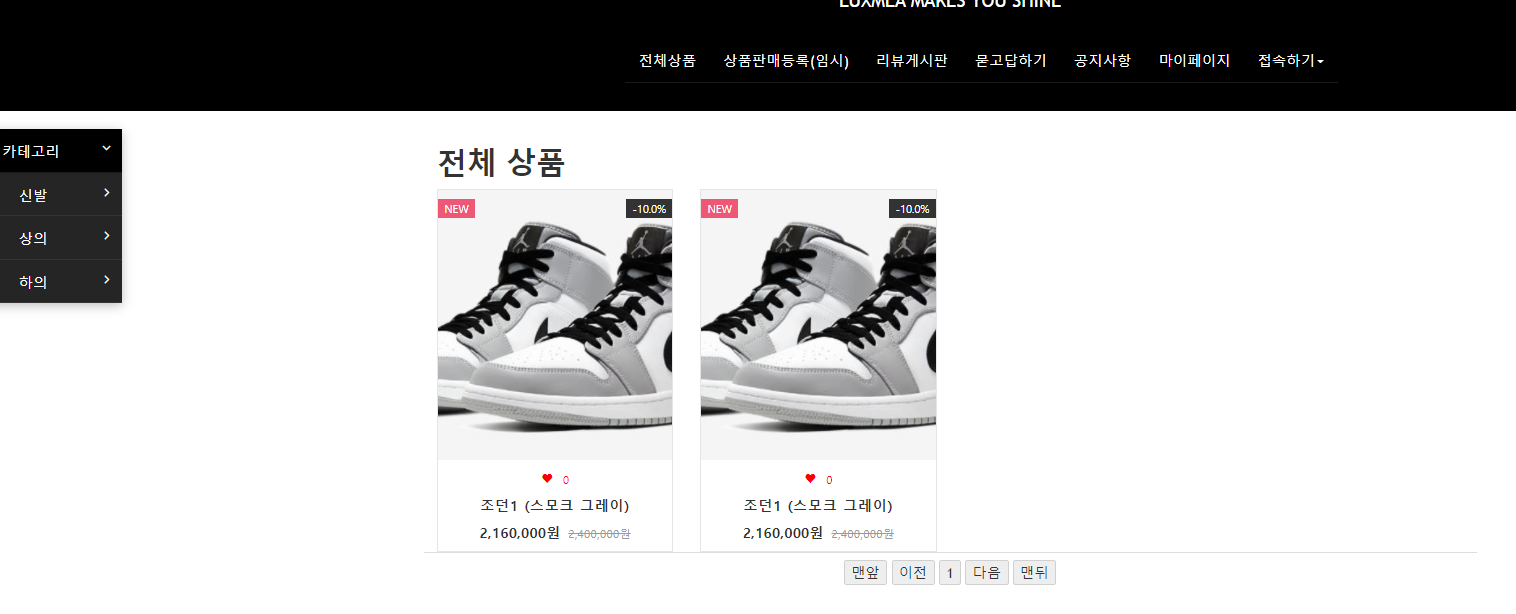 LUXMEA MAKES YOU SHINE
전체상품 상품판매등록(임시) 리뷰게시판 묻고답하기 공지사항 마이페이지 접속하기
카테고리
신발
상의
하의
전체 상품
NEW -10.0% NEW -10.0%
0 0
조던1 (스모크 그레이) 조던1 (스모크 그레이)
2,160,000원 2,400,000원 2,160,000원 2,400,000원
맨앞 이전 1 다음 맨뒤